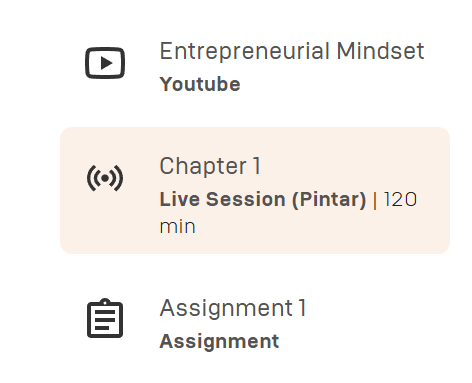 Entrepreneurial Mindset
Youtube
Chapter 1
Live Session (Pintar) | 120
min
Assignment 1
Assignment